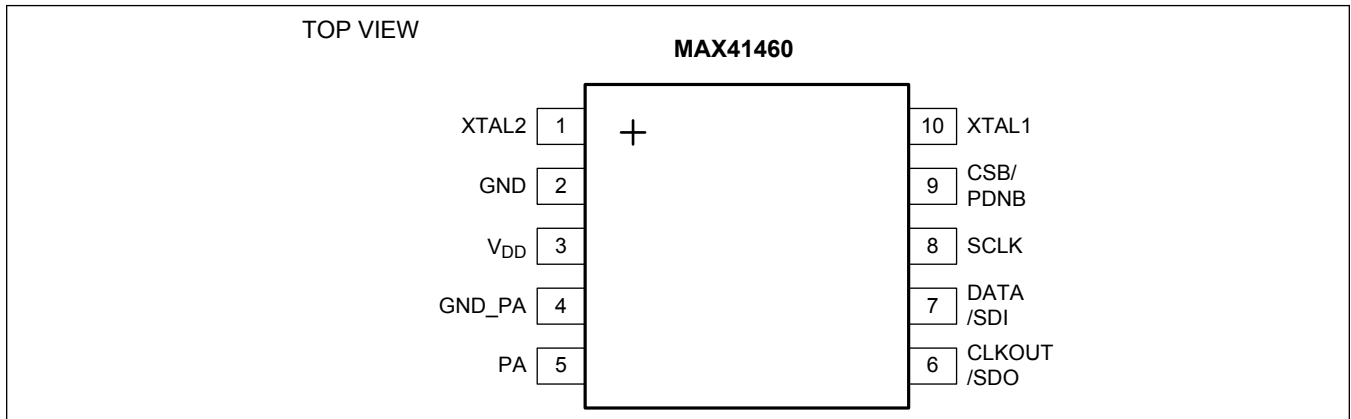 TOP VIEW
MAX41460
XTAL2 1
GND 2
VDD 3
GND_PA 4
PA 5
+
10 XTAL1
9 CSB/
PDNB
8 SCLK
7 DATA
/SDI
6 CLKOUT
/SDO